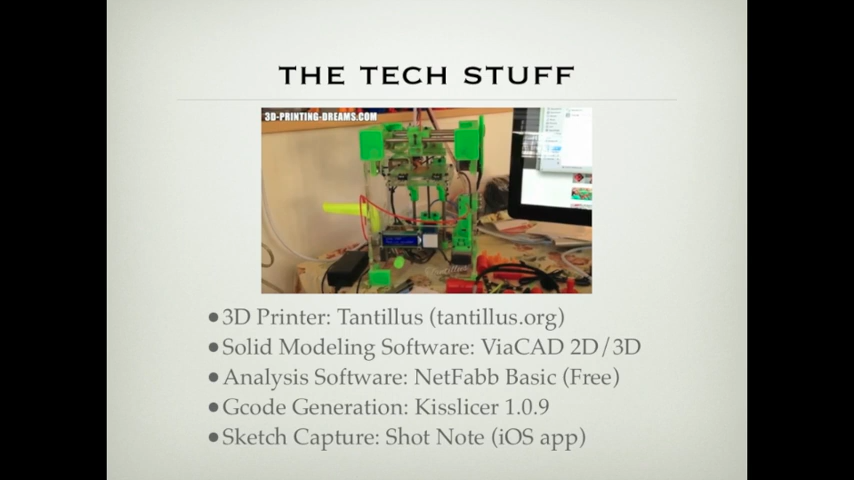 THE TECH STUFF
3D-PRINTING-DREAMS.COM
Tantillus
•3D Printer: Tantillus (tantillus.org)
•Solid Modeling Software: ViaCAD 2D/3D
•Analysis Software: NetFabb Basic (Free)
•Gcode Generation: Kisslicer 1.0.9
•Sketch Capture: Shot Note (iOS app)